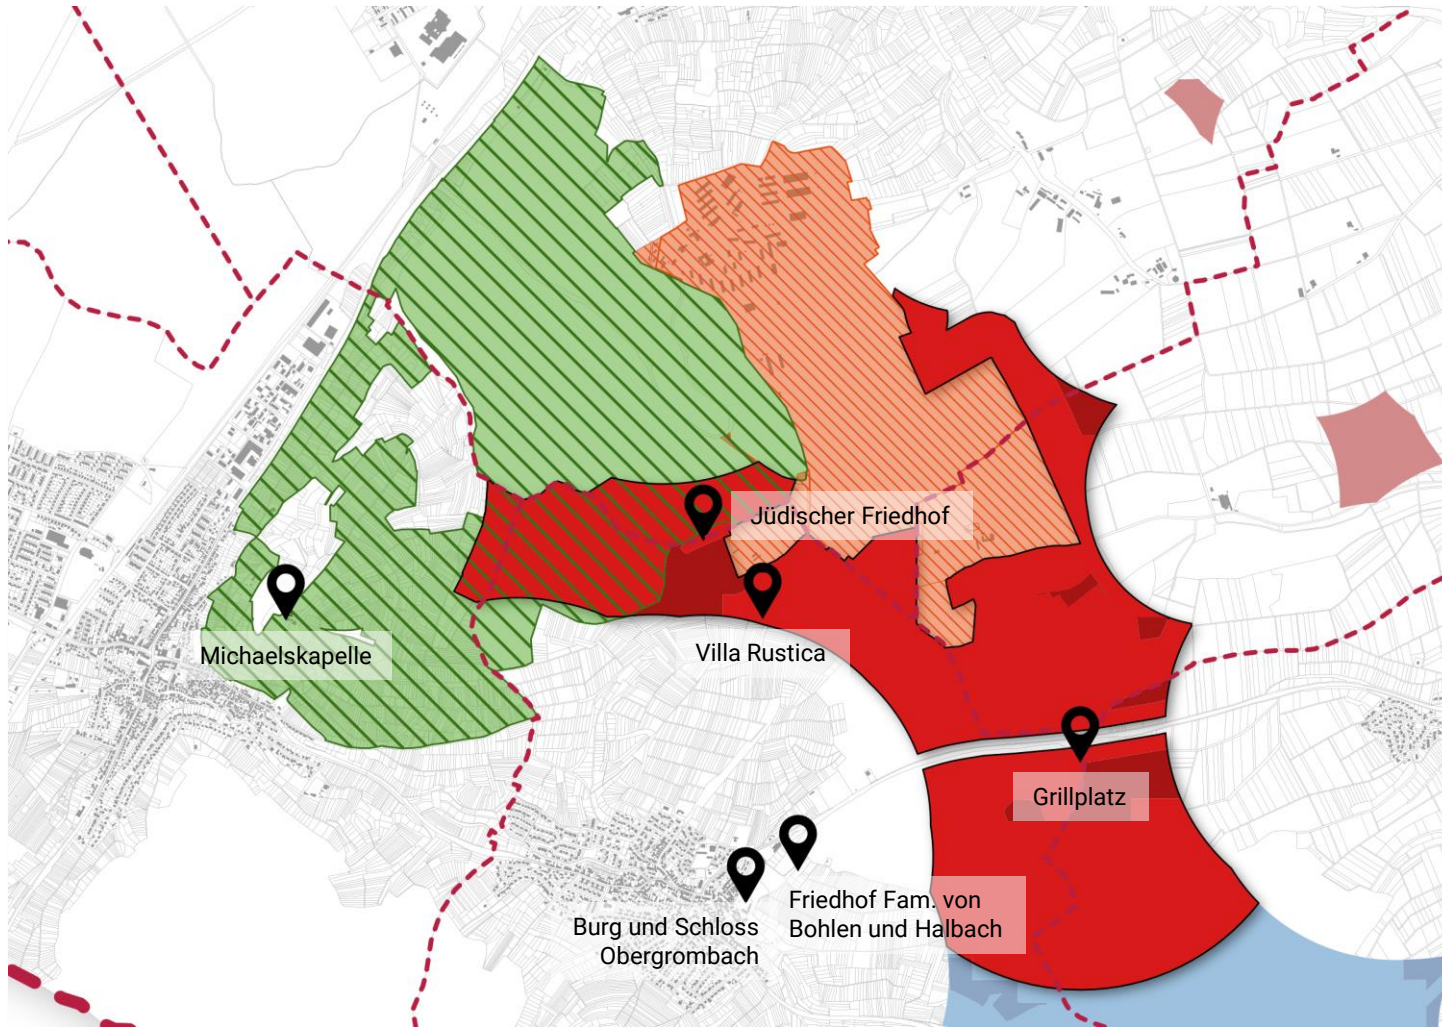 Jüdischer Friedhof
Michaelskapelle
Villa Rustica
Grillplatz
Friedhof Fam. von
Bohlen und Halbach
Burg und Schloss
Obergrombach